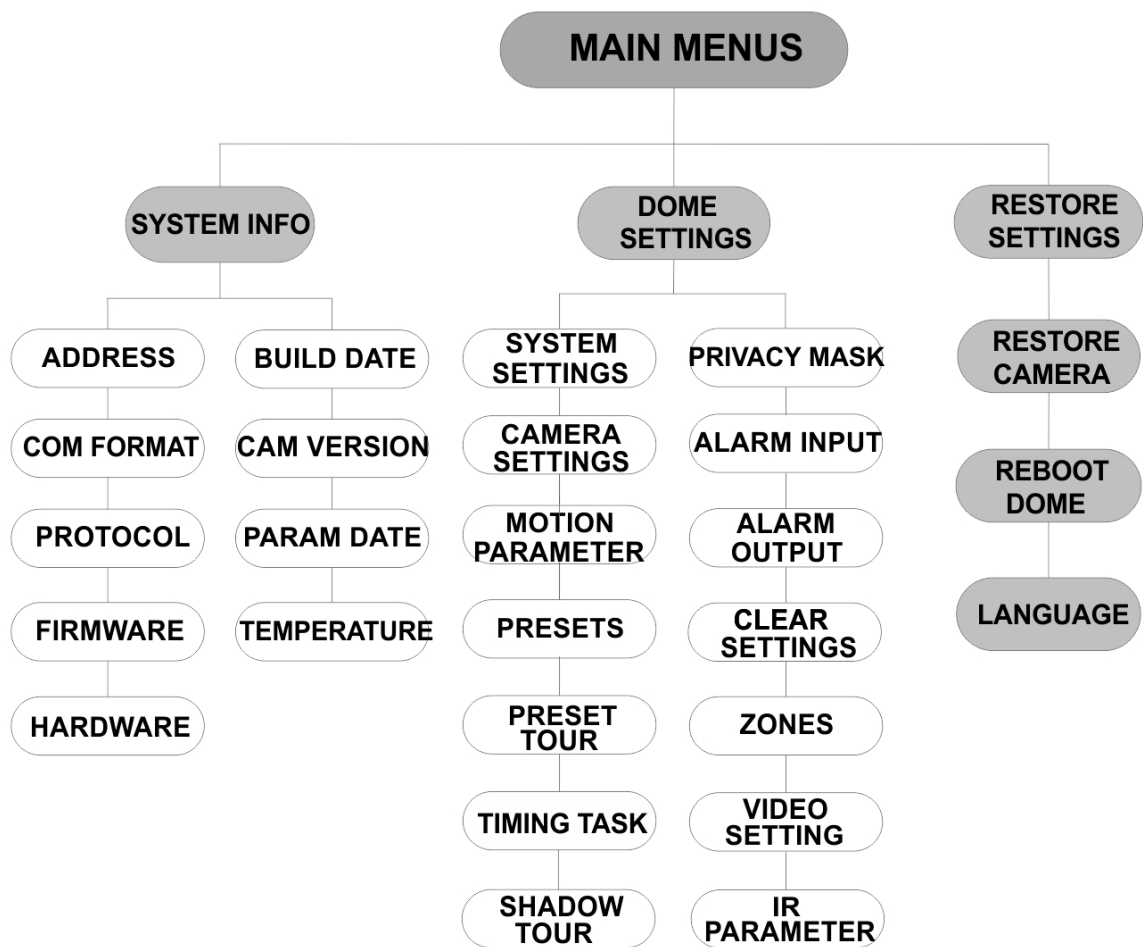 MAIN MENUS
SYSTEM INFO
ADDRESS
COM FORMAT
PROTOCOL
FIRMWARE
HARDWARE
BUILD DATE
CAM VERSION
PARAM DATE
TEMPERATURE
DOME
SETTINGS
SYSTEM
SETTINGS
CAMERA
SETTINGS
MOTION
PARAMETER
PRESETS
PRESET
TOUR
TIMING TASK
SHADOW
TOUR
PRIVACY MASK
ALARM INPUT
ALARM
OUTPUT
CLEAR
SETTINGS
ZONES
VIDEO
SETTING
IR
PARAMETER
RESTORE
SETTINGS
RESTORE
CAMERA
REBOOT
DOME
LANGUAGE